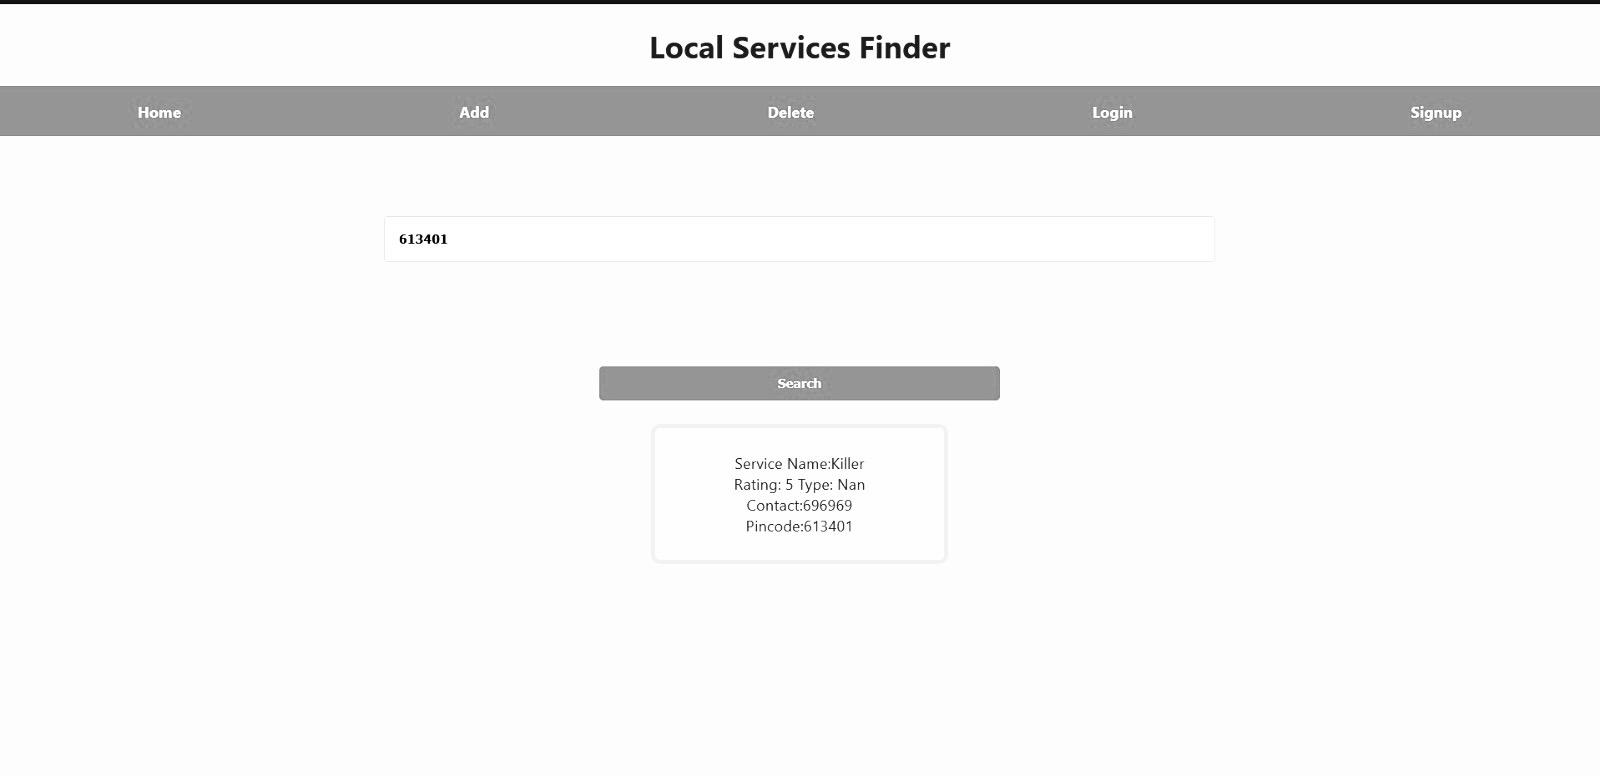 Local Services Finder
Home Add Delete Login Signup
613401
Search
Service Name:Killer
Rating: 5 Type: Nan
Contact:696969
Pincode:613401